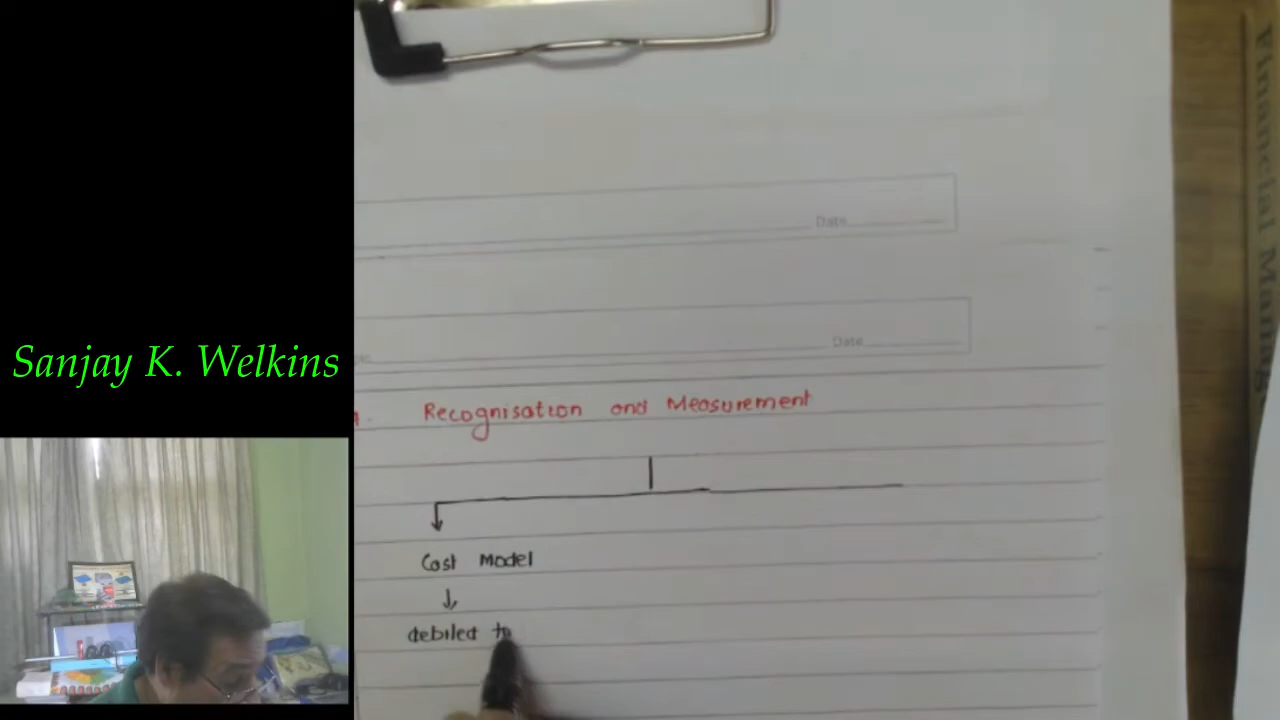 Sanjay K. Welkins
Date
Date
Recognisation and Measurement
Cost Model
debited to